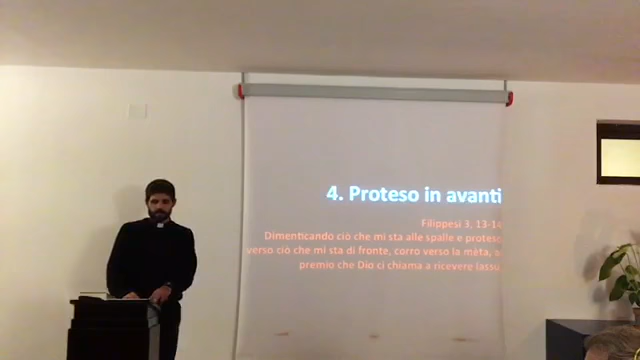 4. Proteso in avanti
Filippesi 3, 13-14
Dimenticando ciò che mi sta alle spalle e proteso
verso ciò che mi sta di fronte, corro verso la mèta, a
premio che Dio ci chiama a ricevere lassù